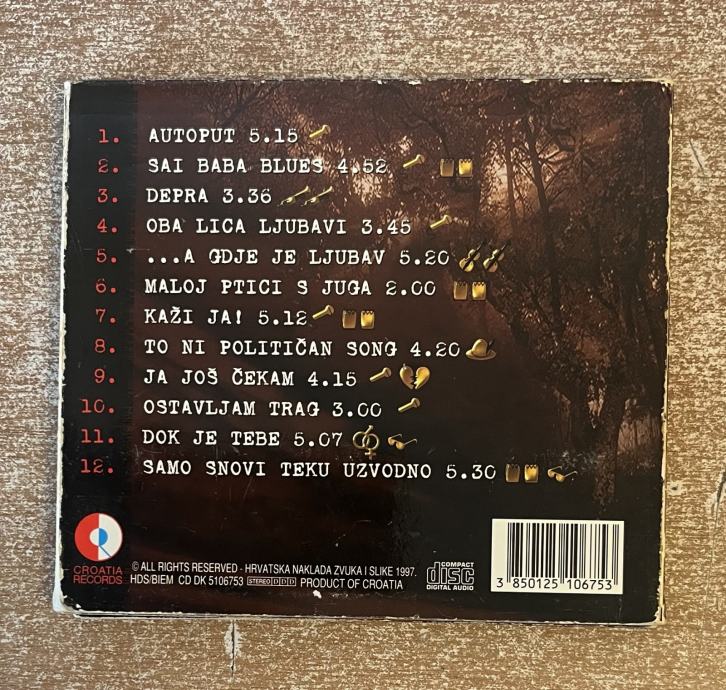 1. AUTOPUT 5.15
2. SAI BABA BLUES 4.52
3. DEPRA 3.36
4. OBA LICA LJUBAVI 3.45
5. ...A GDJE JE LJUBAV 5.20
6. MALOJ PTICI S JUGA 2.00
7. KAŽI JA! 5.12
8. TO NI POLITIČAN SONG 4.20
9. JA JOŠ ČEKAM 4.15
10. OSTAVLJAM TRAG 3.00
11. DOK JE TEBE 5.07
12. SAMO SNOVI TEKU UZVODNO 5.30
CROATIA
RECORDS
© ALL RIGHTS RESERVED - HRVATSKA NAKLADA ZVUKA I SLIKE 1997.
HDS/BIEM CD DK 5106753 STEREO DDD PRODUCT OF CROATIA
COMPACT
disc
DIGITAL AUDIO
3 850125 106753